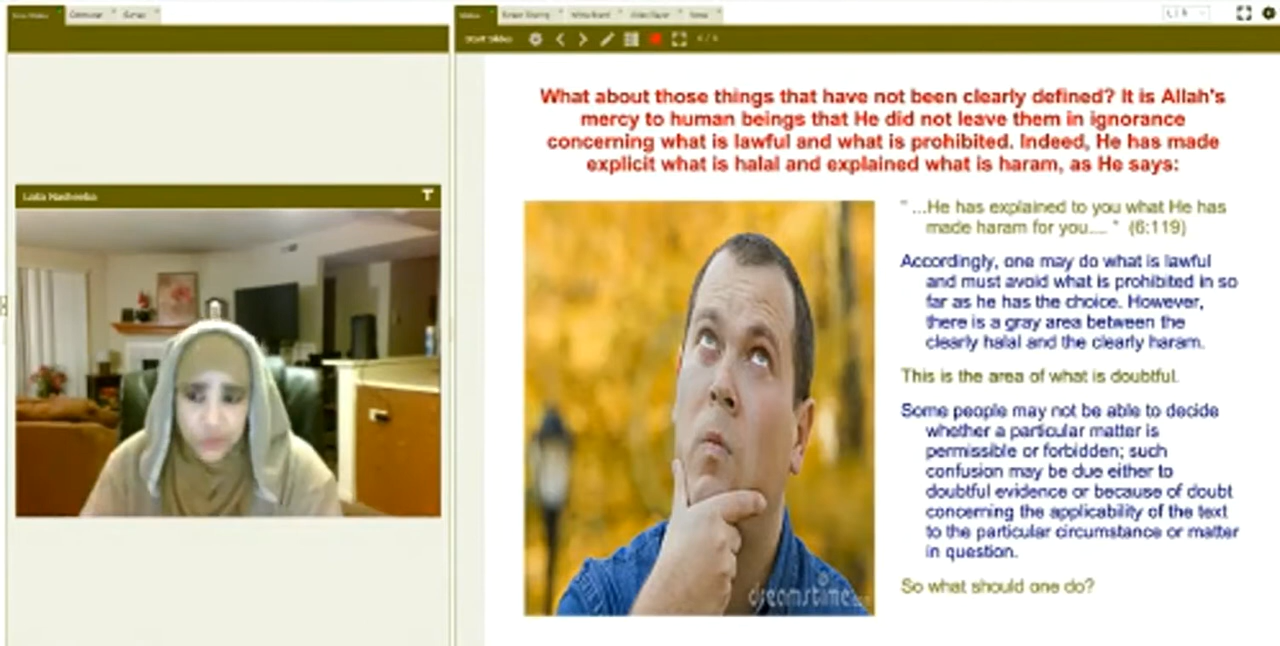 Start Slides
What about those things that have not been clearly defined? It is Allah's
mercy to human beings that He did not leave them in ignorance
concerning what is lawful and what is prohibited. Indeed, He has made
explicit what is halal and explained what is haram, as He says:
" ...He has explained to you what He has
made haram for you.... " (6:119)
Accordingly, one may do what is lawful
and must avoid what is prohibited in so
far as he has the choice. However,
there is a gray area between the
clearly halal and the clearly haram.
This is the area of what is doubtful.
Some people may not be able to decide
whether a particular matter is
permissible or forbidden; such
confusion may be due either to
doubtful evidence or because of doubt
concerning the applicability of the text
to the particular circumstance or matter
in question.
So what should one do?
dreamstime